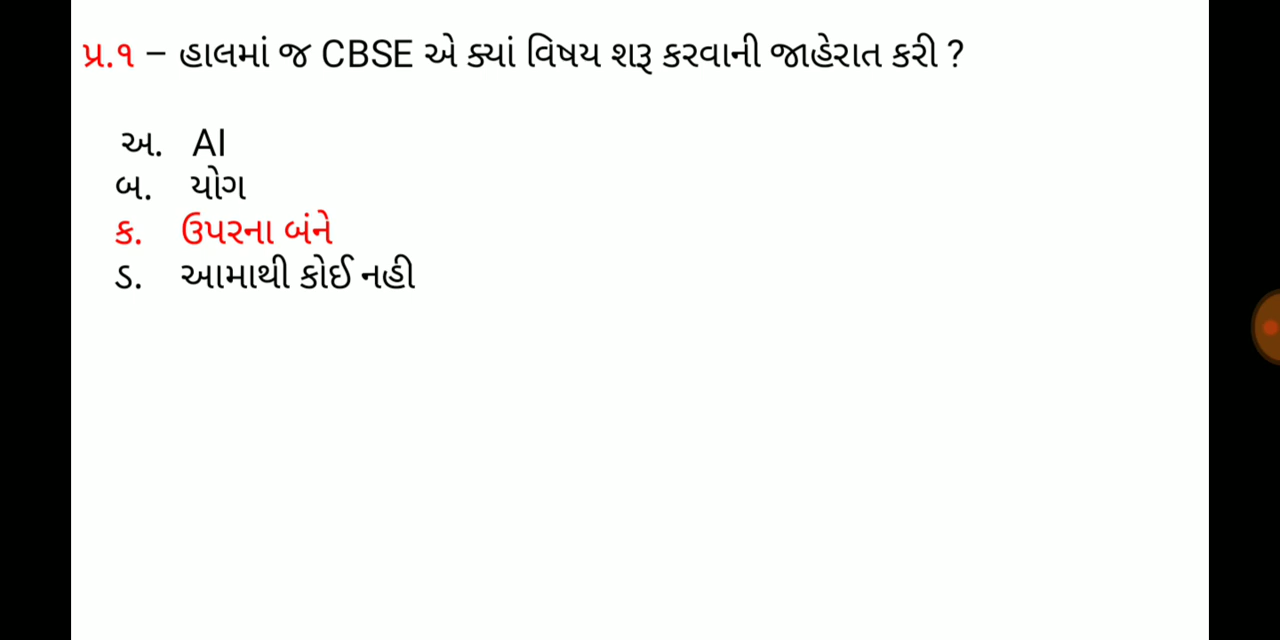 પ્ર.૧ – હાલમાં જ CBSE એ ક્યાં વિષય શરૂ કરવાની જાહેરાત કરી ?
અ. AI
બ. યોગ
ક. ઉપરના બંને
ડ. આમાથી કોઈ નહી